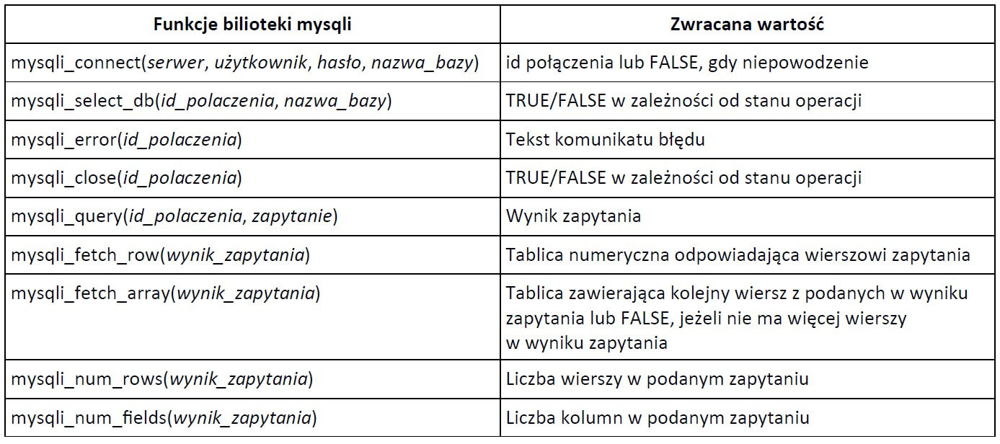 Funkcje bilioteki mysqli
Zwracana wartość
mysqli_connect(serwer, użytkownik, hasło, nazwa_bazy)
id połączenia lub FALSE, gdy niepowodzenie
mysqli_select_db(id_polaczenia, nazwa_bazy)
TRUE/FALSE w zależności od stanu operacji
mysqli_error(id_polaczenia)
Tekst komunikatu błędu
mysqli_close(id_polaczenia)
TRUE/FALSE w zależności od stanu operacji
mysqli_query(id_polaczenia, zapytanie)
Wynik zapytania
mysqli_fetch_row(wynik_zapytania)
Tablica numeryczna odpowiadająca wierszowi zapytania
mysqli_fetch_array(wynik_zapytania)
Tablica zawierająca kolejny wiersz z podanych w wyniku
zapytania lub FALSE, jeżeli nie ma więcej wierszy
w wyniku zapytania
mysqli_num_rows(wynik_zapytania)
Liczba wierszy w podanym zapytaniu
mysqli_num_fields(wynik_zapytania)
Liczba kolumn w podanym zapytaniu